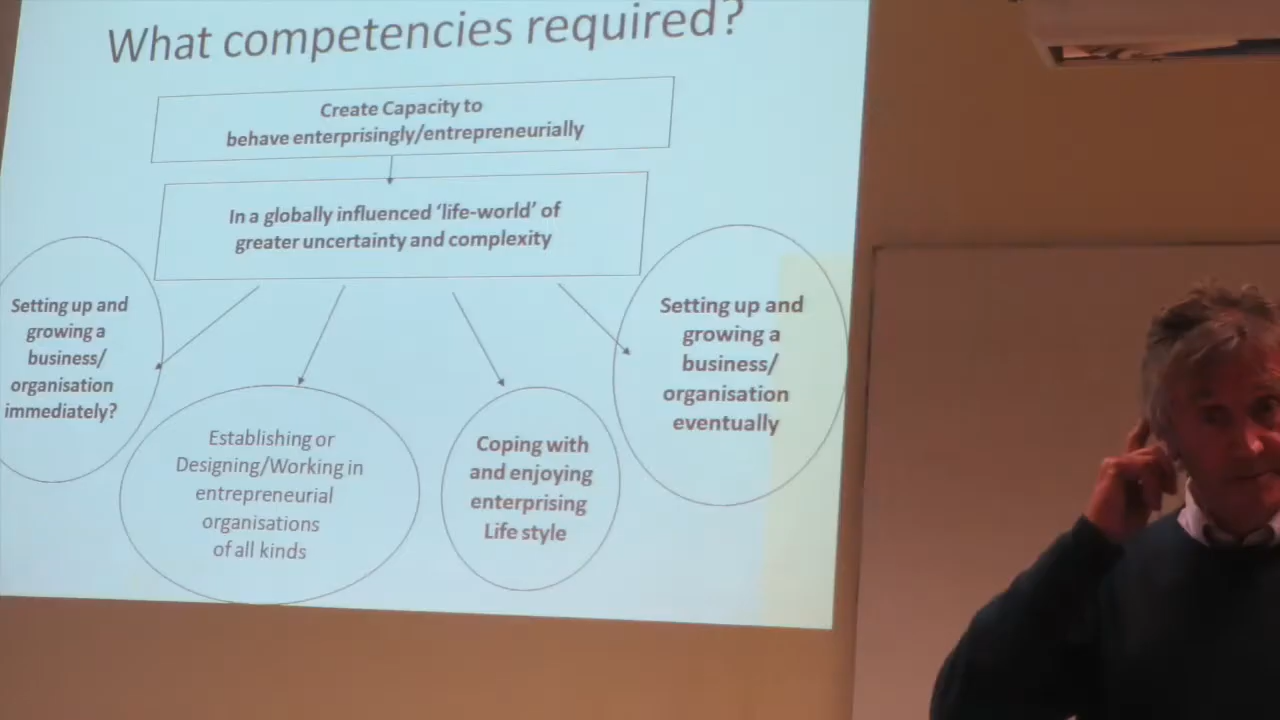 What competencies required?
Create Capacity to
behave enterprisingly/entrepreneurially
In a globally influenced ‘life-world’ of
greater uncertainty and complexity
Setting up and
growing a
business/
organisation
immediately?
Establishing or
Designing/Working in
entrepreneurial
organisations
of all kinds
Coping with
and enjoying
enterprising
Life style
Setting up and
growing a
business/
organisation
eventually